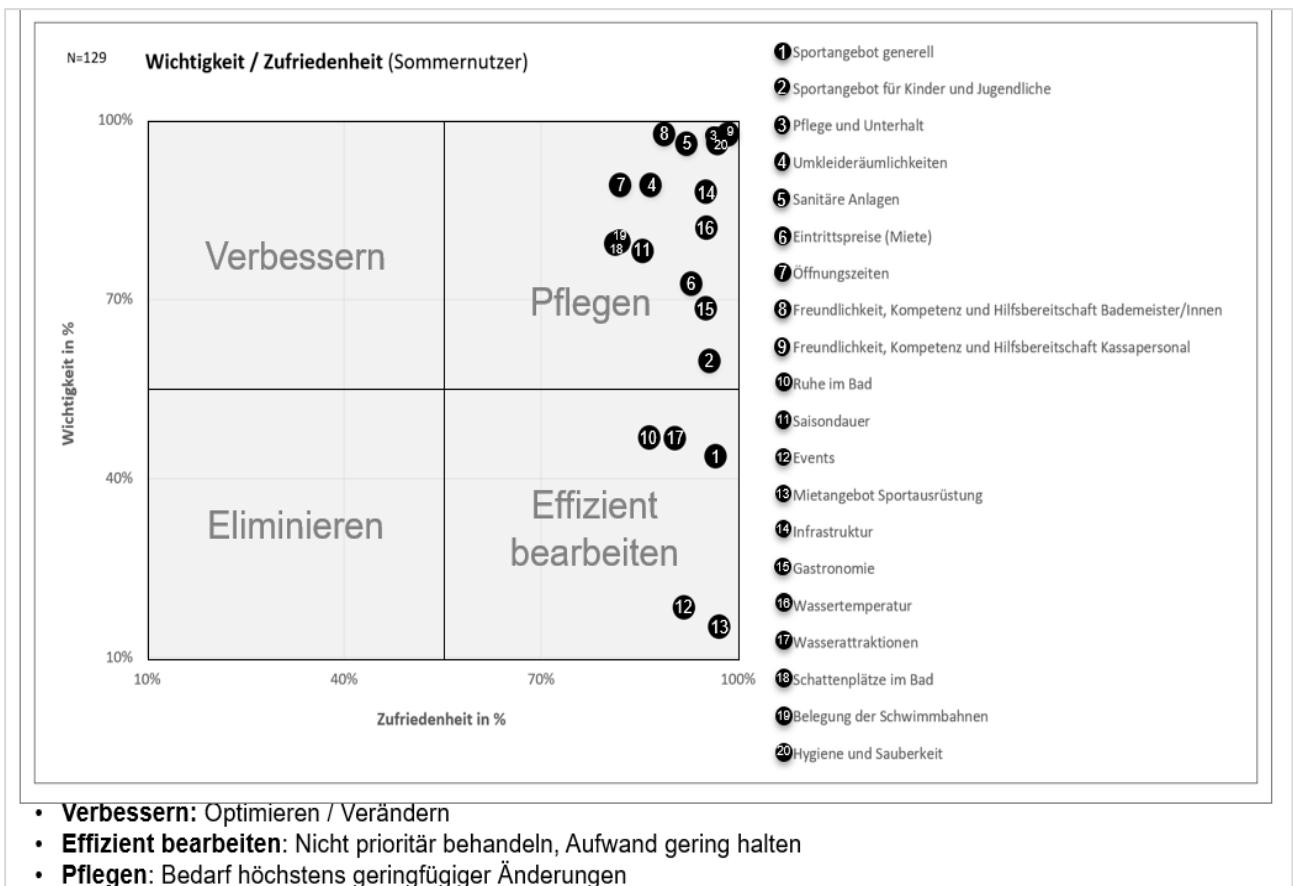 N=129
Wichtigkeit / Zufriedenheit (Sommernutzer)
100%
70%
40%
10%
Wichtigkeit in %
10%
40%
70%
100%
Zufriedenheit in %
Verbessern
Pflegen
Eliminieren
Effizient
bearbeiten
8
5
3
9
20
7
4
14
16
19
18
11
6
15
2
10
17
1
12
13
1 Sportangebot generell
2 Sportangebot für Kinder und Jugendliche
3 Pflege und Unterhalt
4 Umkleideräumlichkeiten
5 Sanitäre Anlagen
6 Eintrittspreise (Miete)
7 Öffnungszeiten
8 Freundlichkeit, Kompetenz und Hilfsbereitschaft Bademeister/Innen
9 Freundlichkeit, Kompetenz und Hilfsbereitschaft Kassapersonal
10 Ruhe im Bad
11 Saisondauer
12 Events
13 Mietangebot Sportausrüstung
14 Infrastruktur
15 Gastronomie
16 Wassertemperatur
17 Wasserattraktionen
18 Schattenplätze im Bad
19 Belegung der Schwimmbahnen
20 Hygiene und Sauberkeit
• Verbessern: Optimieren / Verändern
• Effizient bearbeiten: Nicht prioritär behandeln, Aufwand gering halten
• Pflegen: Bedarf höchstens geringfügiger Änderungen